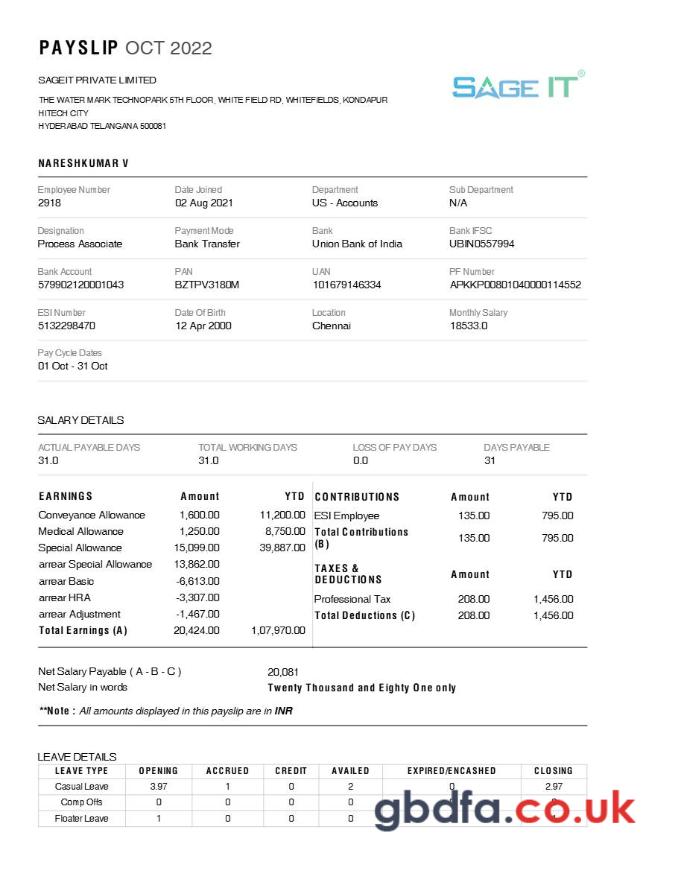 PAYSLIP OCT 2022
SAGEIT PRIVATE LIMITED
SAGE IT®
THE WATER MARK TECHNOPARK 5TH FLOOR, WHITE FIELD RD, WHITEFIELDS, KONDAPUR
HITECH CITY
HYDERABAD TELANGANA 500081
NARESHKUMAR V
Employee Number Date Joined Department Sub Department
2918 02 Aug 2021 US - Accounts N/A
Designation Payment Mode Bank Bank IFSC
Process Associate Bank Transfer Union Bank of India UBIN0557994
Bank Account PAN UAN PF Number
579902120001043 BZTPV3180M 101679146334 APKKP00801040000114552
ESI Number Date Of Birth Location Monthly Salary
5132298470 12 Apr 2000 Chennai 18533.0
Pay Cycle Dates
01 Oct - 31 Oct
SALARY DETAILS
ACTUAL PAYABLE DAYS TOTAL WORKING DAYS LOSS OF PAY DAYS DAYS PAYABLE
31.0 31.0 0.0 31
EARNINGS Amount YTD
Conveyance Allowance 1,600.00 11,200.00
Medical Allowance 1,250.00 8,750.00
Special Allowance 15,099.00 39,887.00
arrear Special Allowance 13,862.00
arrear Basic -6,613.00
arrear HRA -3,307.00
arrear Adjustment -1,467.00
Total Earnings (A) 20,424.00 1,07,970.00
CONTRIBUTIONS Amount YTD
ESI Employee 135.00 795.00
Total Contributions
(B) 135.00 795.00
TAXES &
DEDUCTIONS Amount YTD
Professional Tax 208.00 1,456.00
Total Deductions (C) 208.00 1,456.00
Net Salary Payable ( A - B - C ) 20,081
Net Salary in words Twenty Thousand and Eighty One only
**Note : All amounts displayed in this payslip are in INR
LEAVE DETAILS
LEAVE TYPE OPENING ACCRUED CREDIT AVAILED EXPIRED/ENCASHED CLOSING
Casual Leave 3.97 1 0 2 0 2.97
Comp Offs 0 0 0 0
Floater Leave 1 0 0 0
gbdfa.co.uk